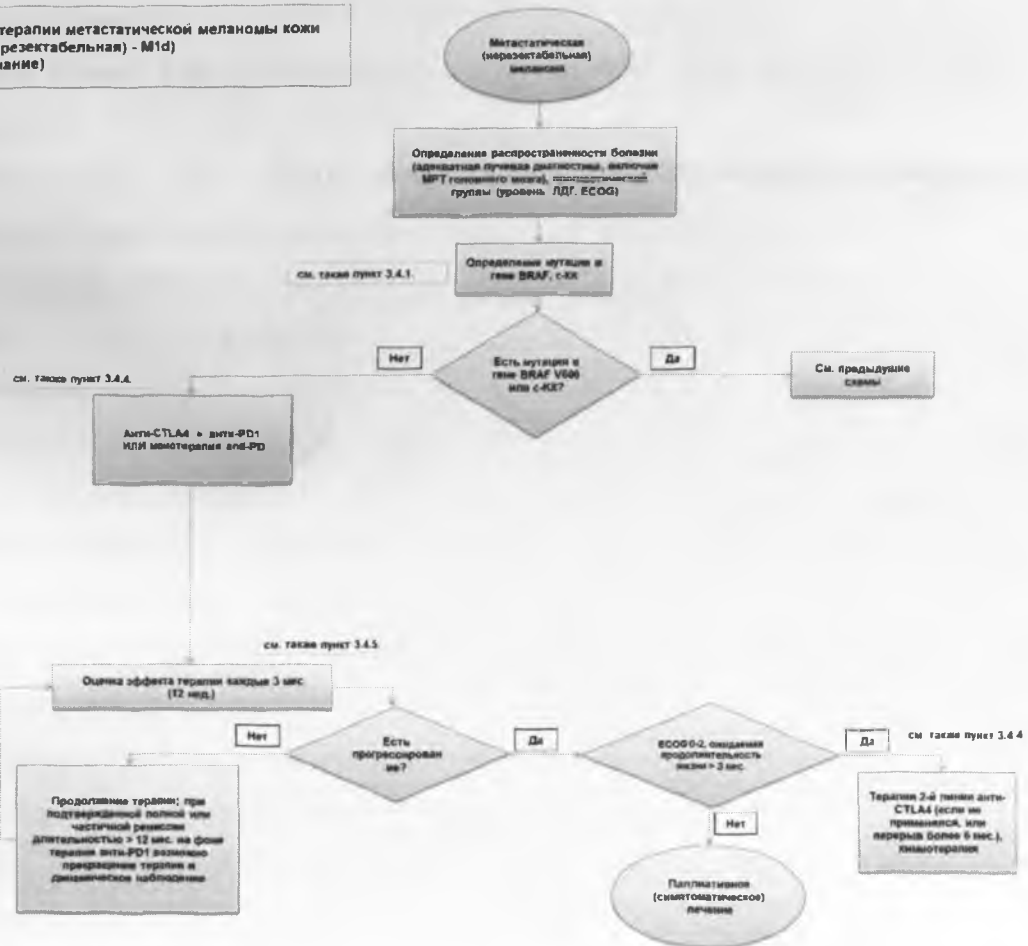 терапии метастатической меланомы кожи
резектабельная) - M1d)
ание)
Метастатическая
(нерезектабельная)
меланома
Определение распространенности болезни
(адекватная лучевая диагностика, включая
МРТ головного мозга), прогностической
группы (уровень ЛДГ, ECOG)
см. также пункт 3.4.1.
Определение мутации в
гене BRAF, c-Kit
Есть мутация в
гене BRAF V600
или c-Kit?
Нет
Да
См. предыдущие
схемы
см. также пункт 3.4.4.
Анти-CTLA4 + анти-PD1
ИЛИ монотерапия anti-PD
см. также пункт 3.4.5.
Оценка эффекта терапии каждые 3 мес
(12 нед.)
Есть
прогрессирован
ие?
Нет
Да
ECOG 0-2, ожидаемая
продолжительность
жизни > 3 мес.
Да
см также пункт 3.4.4
Продолжение терапии; при
подтвержденной полной или
частичной ремиссии
длительностью > 12 мес. на фоне
терапии анти-PD1 возможно
прекращение терапии и
динамическое наблюдение
Терапии 2-й линии анти-
CTLA4 (если не
применялся, или
перерыв более 6 мес.),
химиотерапия
Нет
Паллиативное
(симптоматическое)
лечение